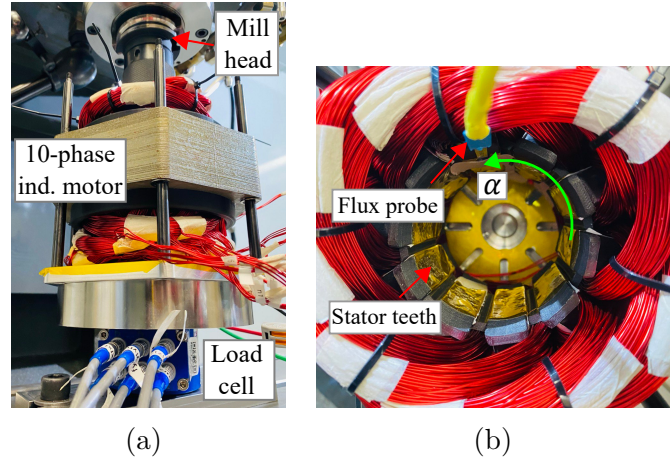 Mill
head
10-phase
ind. motor
Load
cell
α
Flux probe
Stator teeth
(a)
(b)